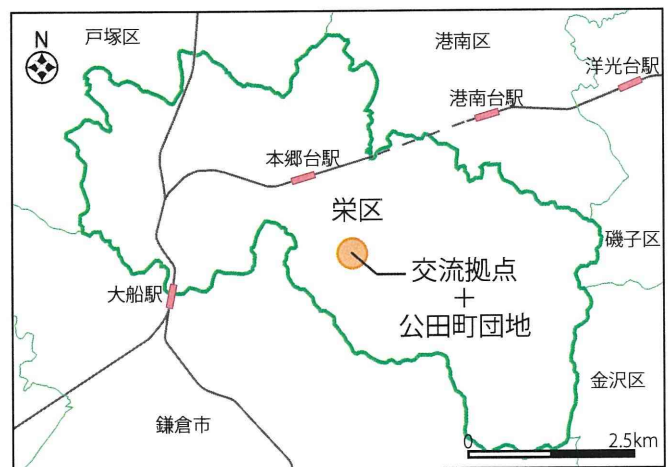 N
戸塚区
港南区
洋光台駅
港南台駅
本郷台駅
栄区
磯子区
交流拠点
+
公田町団地
大船駅
金沢区
鎌倉市
0
2.5km